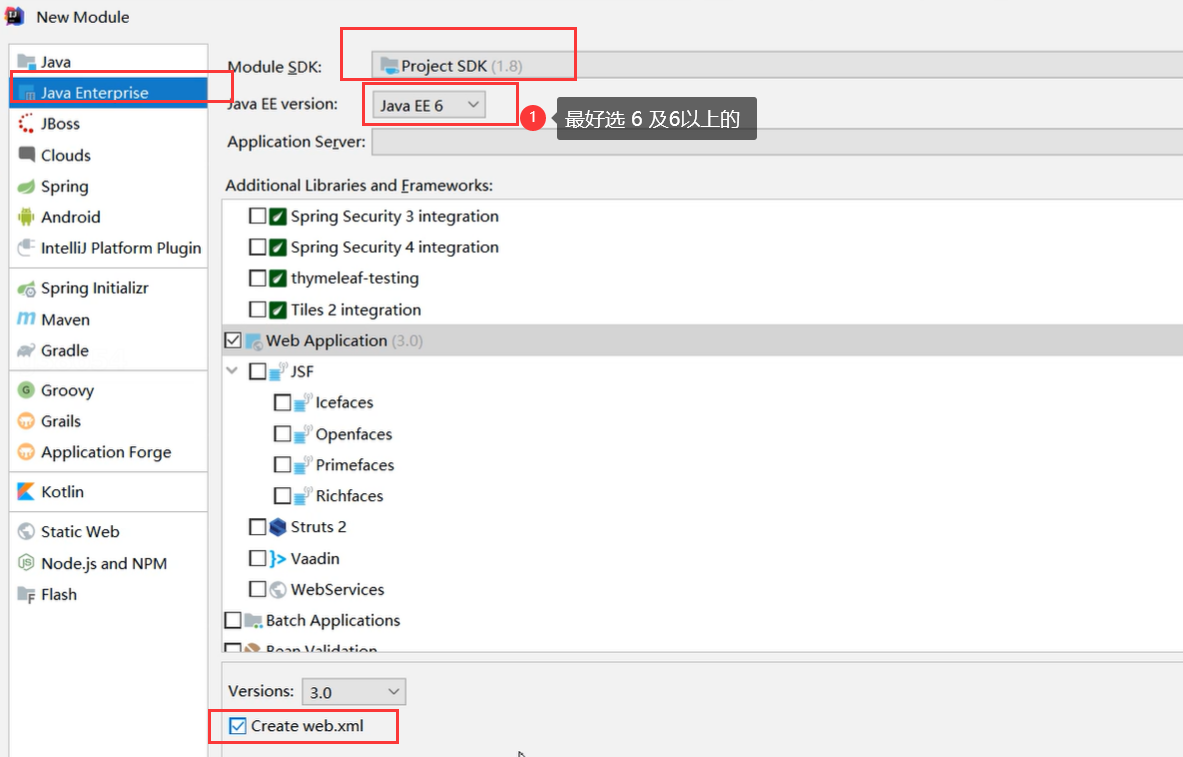 New Module
Java
Java Enterprise
JBoss
Clouds
Spring
Android
IntelliJ Platform Plugin
Spring Initializr
Maven
Gradle
Groovy
Grails
Application Forge
Kotlin
Static Web
Node.js and NPM
Flash
Module SDK: Project SDK (1.8)
Java EE version: Java EE 6
1 最好选 6 及6以上的
Application Server:
Additional Libraries and Frameworks:
Spring Security 3 integration
Spring Security 4 integration
thymeleaf-testing
Tiles 2 integration
Web Application (3.0)
JSF
Icefaces
Openfaces
Primefaces
Richfaces
Struts 2
Vaadin
WebServices
Batch Applications
Bean Validation
Versions: 3.0
Create web.xml